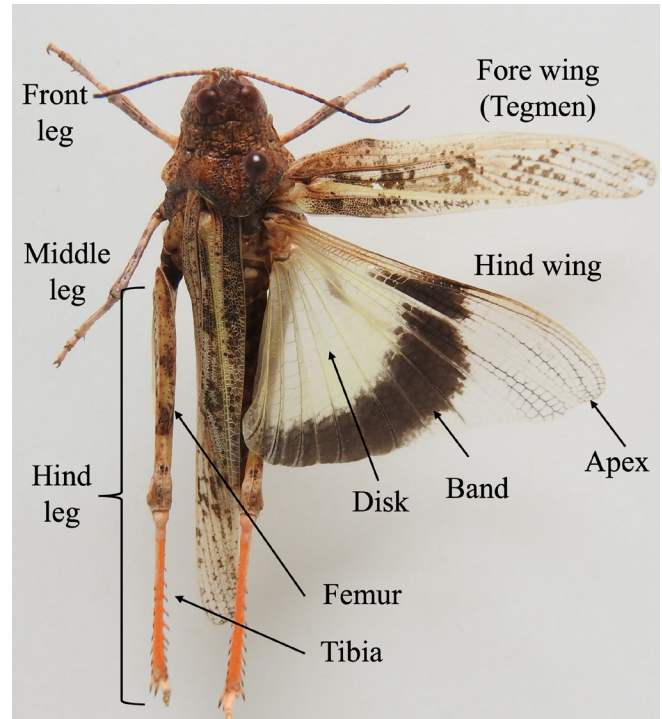 Fore wing
(Tegmen)
Front
leg
Middle
leg
Hind wing
Apex
Band
Disk
Hind
leg
Femur
Tibia